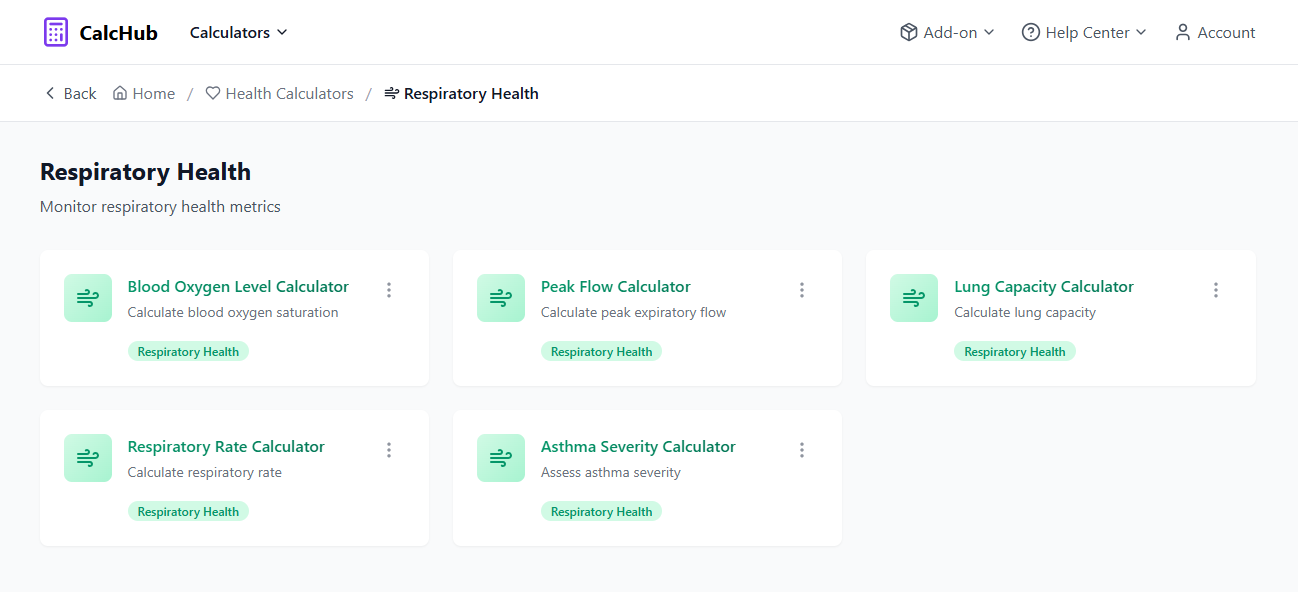 CalcHub
Calculators
Add-on
Help Center
Account
Back
Home / Health Calculators / Respiratory Health
Respiratory Health
Monitor respiratory health metrics
Blood Oxygen Level Calculator
Calculate blood oxygen saturation
Respiratory Health
Peak Flow Calculator
Calculate peak expiratory flow
Respiratory Health
Lung Capacity Calculator
Calculate lung capacity
Respiratory Health
Respiratory Rate Calculator
Calculate respiratory rate
Respiratory Health
Asthma Severity Calculator
Assess asthma severity
Respiratory Health